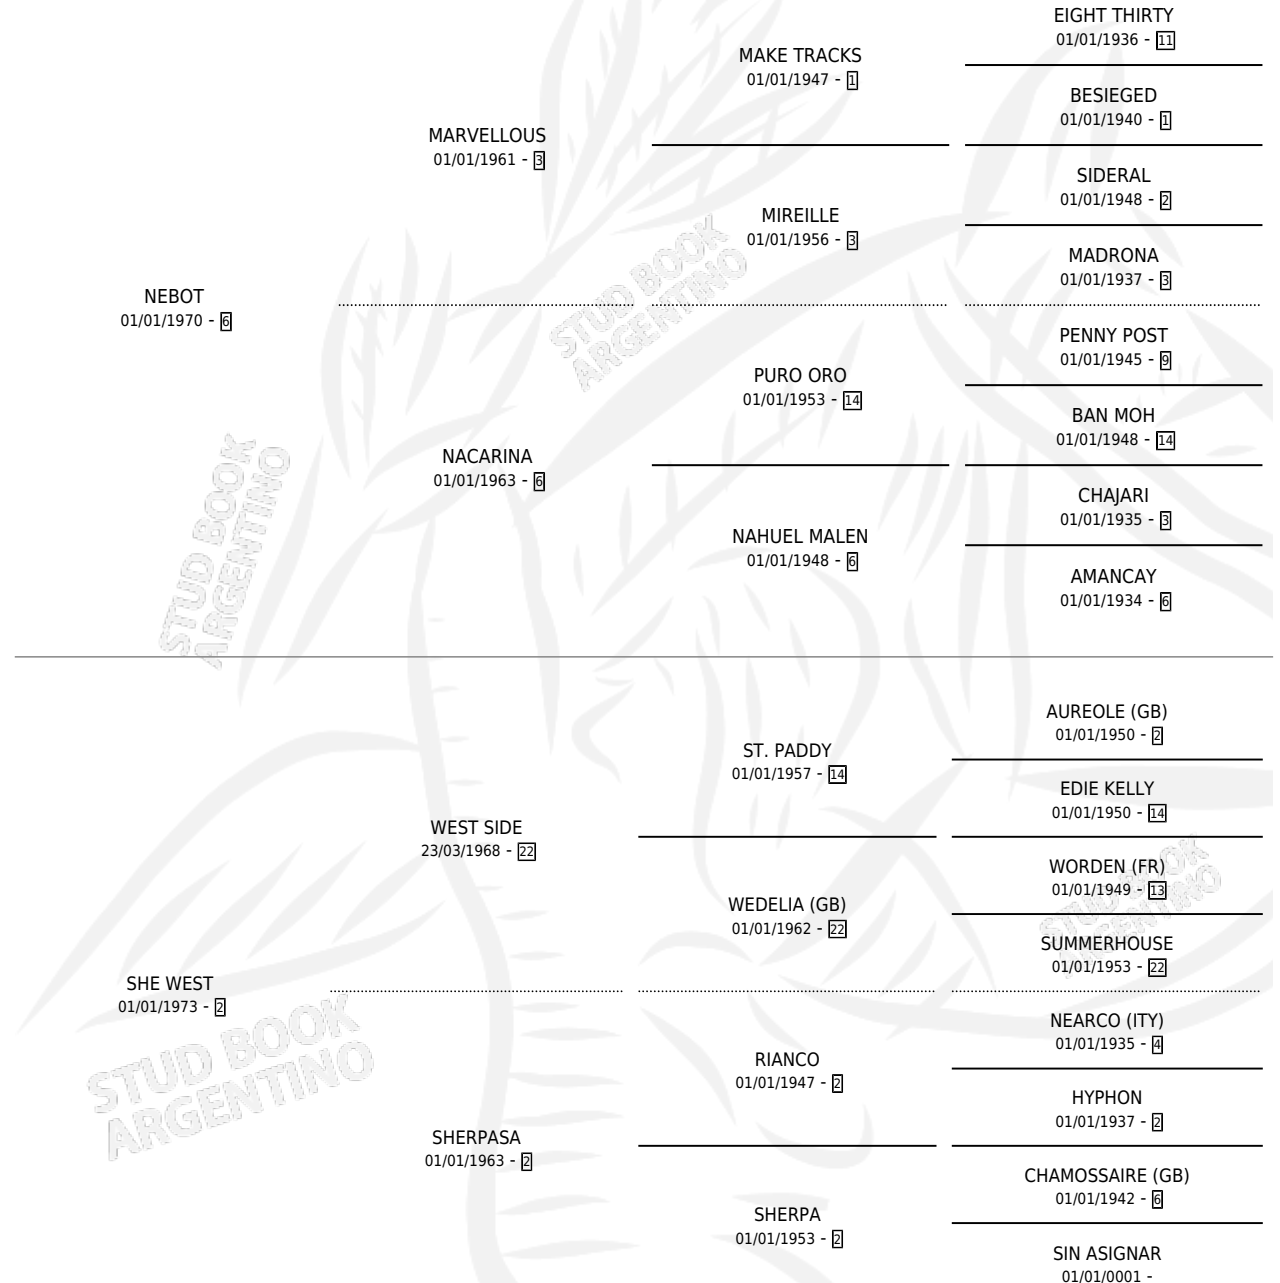 EIGHT THIRTY
01/01/1936 - 11
MAKE TRACKS
01/01/1947 - 1
BESIEGED
01/01/1940 - 1
MARVELLOUS
01/01/1961 - 3
SIDERAL
01/01/1948 - 2
MIREILLE
01/01/1956 - 3
MADRONA
01/01/1937 - 3
NEBOT
01/01/1970 - 6
PENNY POST
01/01/1945 - 9
PURO ORO
01/01/1953 - 14
BAN MOH
01/01/1948 - 14
NACARINA
01/01/1963 - 6
CHAJARI
01/01/1935 - 3
NAHUEL MALEN
01/01/1948 - 6
AMANCAY
01/01/1934 - 6
STUD BOOK
ARGENTINO
STUD BOOK
ARGENTINO
AUREOLE (GB)
01/01/1950 - 2
ST. PADDY
01/01/1957 - 14
EDIE KELLY
01/01/1950 - 14
WEST SIDE
23/03/1968 - 22
WORDEN (FR)
01/01/1949 - 13
WEDELIA (GB)
01/01/1962 - 22
SUMMERHOUSE
01/01/1953 - 22
STUD BOOK
ARGENTINO
SHE WEST
01/01/1973 - 2
NEARCO (ITY)
01/01/1935 - 4
RIANCO
01/01/1947 - 2
HYPHON
01/01/1937 - 2
SHERPASA
01/01/1963 - 2
CHAMOSSAIRE (GB)
01/01/1942 - 6
SHERPA
01/01/1953 - 2
SIN ASIGNAR
01/01/0001 -
STUD BOOK
ARGENTINO